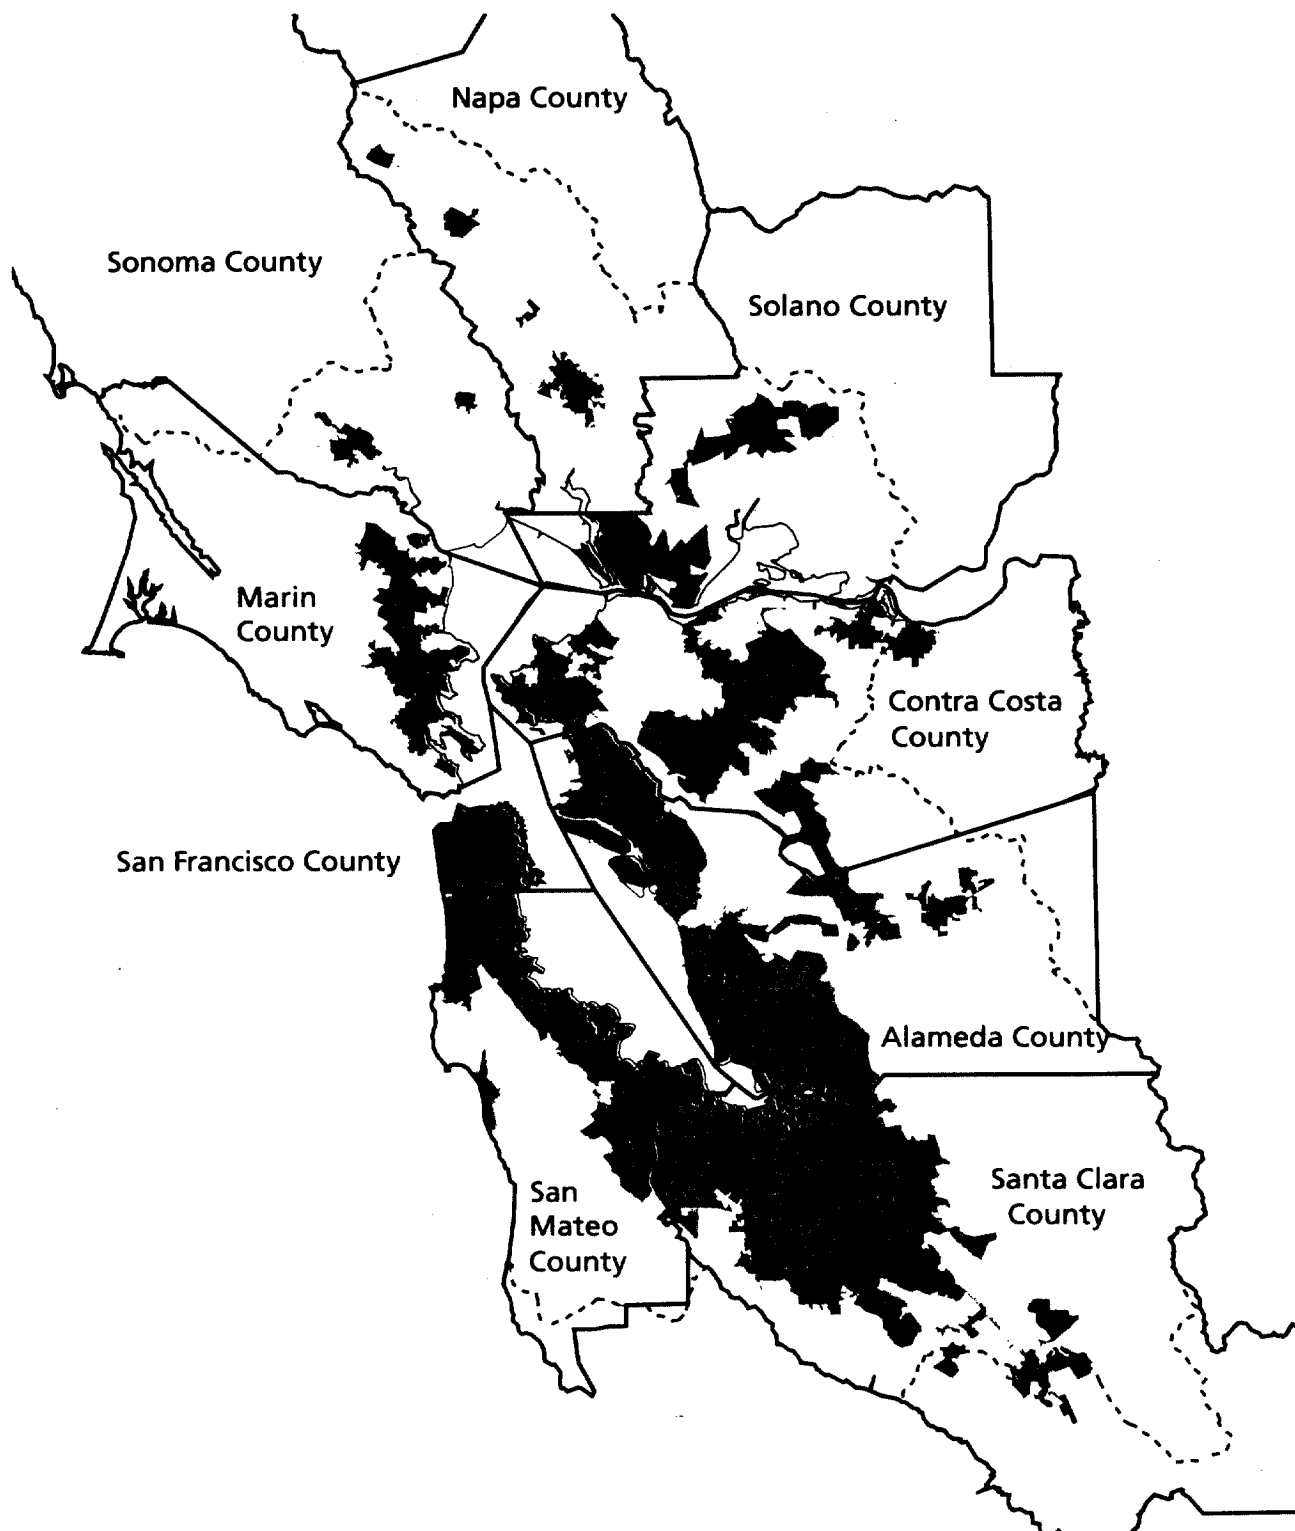 Napa County
Sonoma County
Solano County
Marin
County
Contra Costa
County
San Francisco County
Alameda County
Santa Clara
County
San
Mateo
County